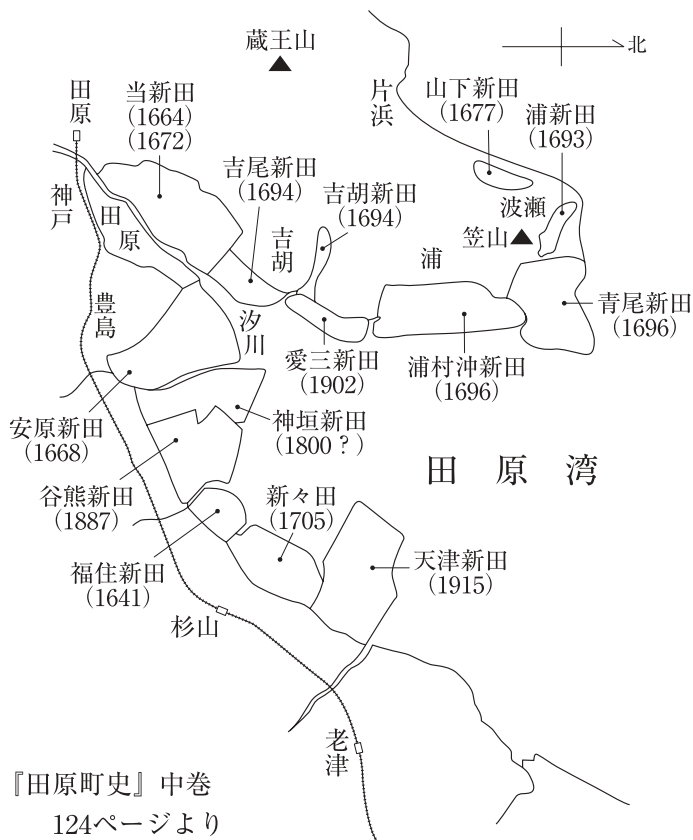 蔵王山
北
田原
当新田
(1664)
(1672)
片浜
山下新田
(1677)
浦新田
(1693)
吉尾新田
(1694)
吉胡新田
(1694)
神戸
田原
吉胡
波瀬
笠山
浦
豊島
汐川
青尾新田
(1696)
愛三新田
(1902)
浦村沖新田
(1696)
安原新田
(1668)
神垣新田
(1800？)
田原湾
谷熊新田
(1887)
新々田
(1705)
天津新田
(1915)
福住新田
(1641)
杉山
老津
『田原町史』中巻
124ページより